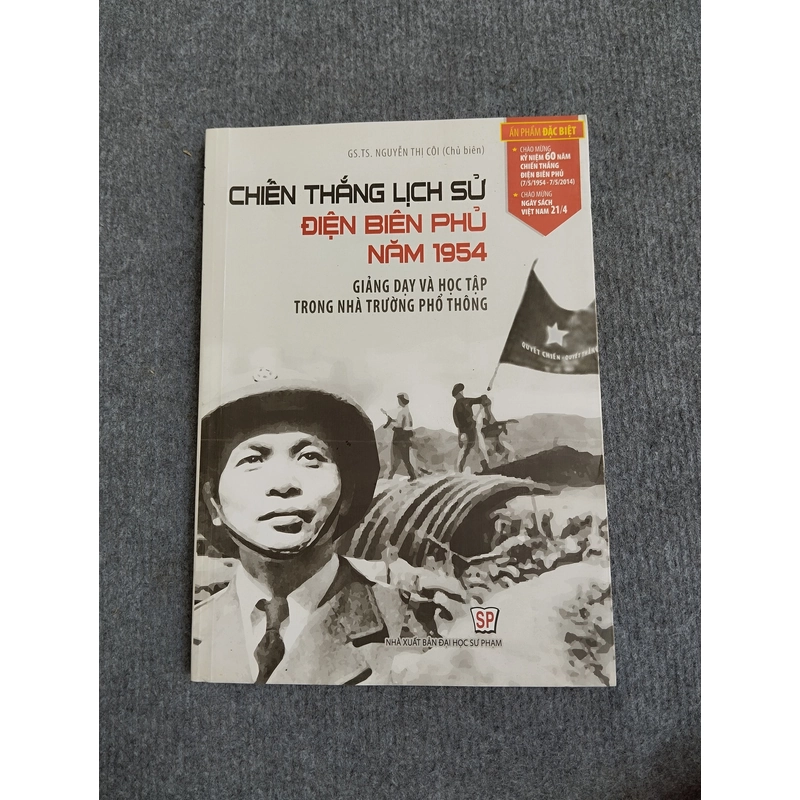 GS.TS. NGUYỄN THỊ CÔI (Chủ biên)
CHIẾN THẮNG LỊCH SỬ
ĐIỆN BIÊN PHỦ
NĂM 1954
GIẢNG DẠY VÀ HỌC TẬP
TRONG NHÀ TRƯỜNG PHỔ THÔNG
ẤN PHẨM ĐẶC BIỆT
★ CHÀO MỪNG
KỶ NIỆM 60 NĂM
CHIẾN THẮNG
ĐIỆN BIÊN PHỦ
(7/5/1954 - 7/5/2014)
★ CHÀO MỪNG
NGÀY SÁCH
VIỆT NAM 21/4
QUYẾT CHIẾN QUYẾT THẮNG
SP
NHÀ XUẤT BẢN ĐẠI HỌC SƯ PHẠM